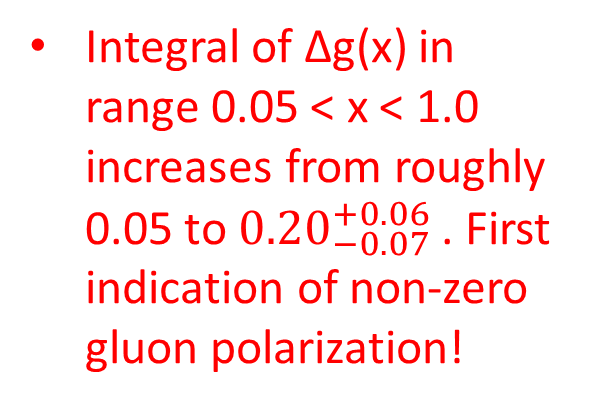 • Integral of Δg(x) in
range 0.05 < x < 1.0
increases from roughly
0.05 to 0.20^{+0.06}_{−0.07} . First
indication of non-zero
gluon polarization!